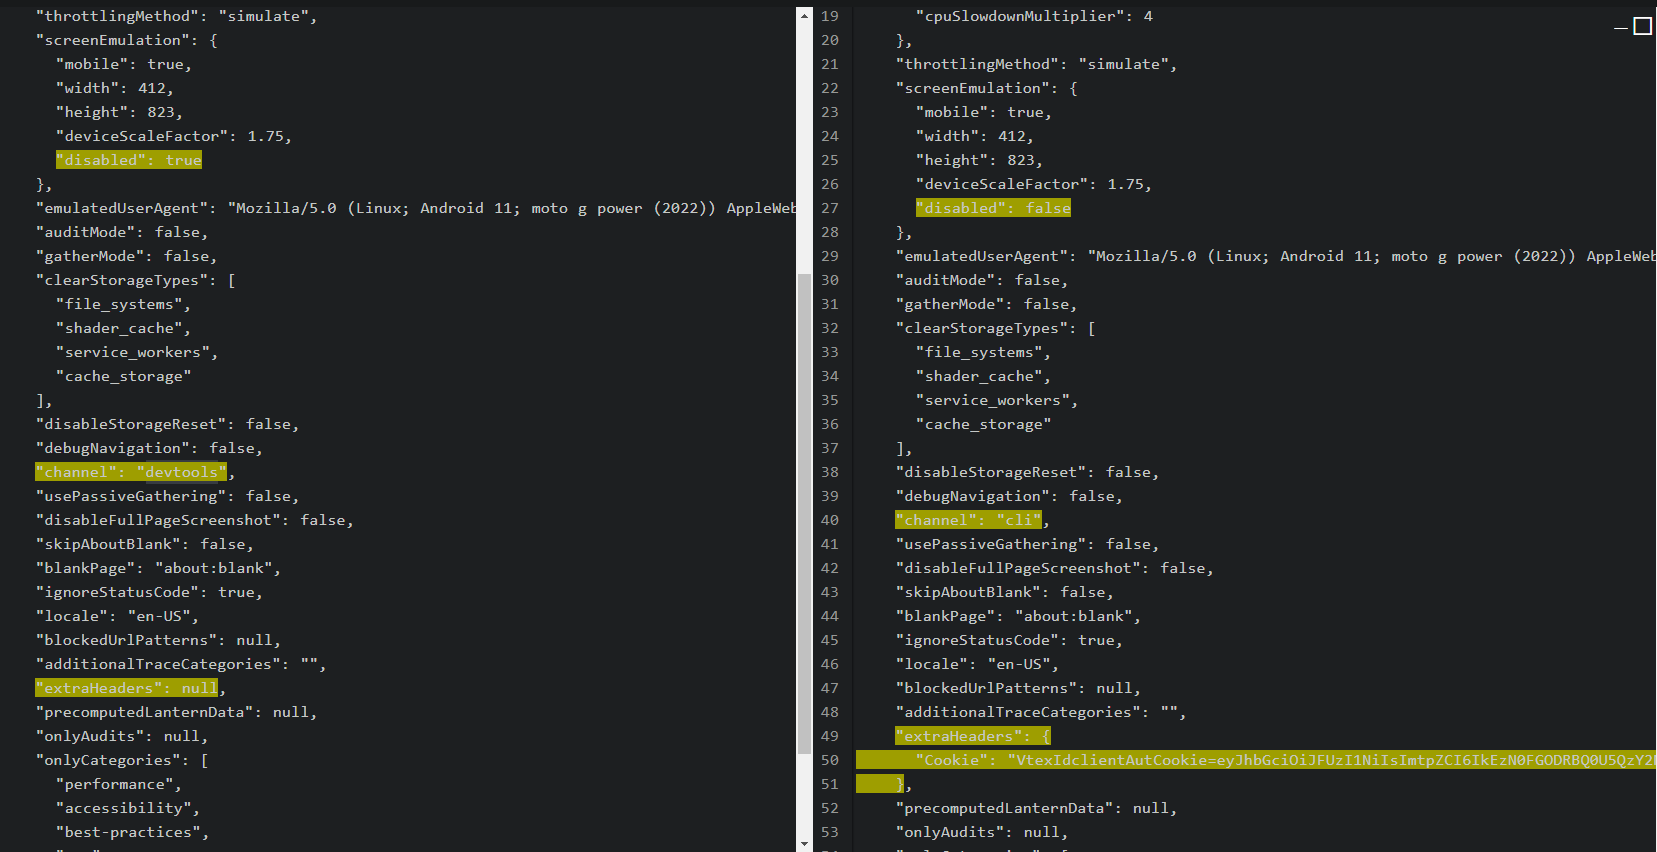 "throttlingMethod": "simulate",
"screenEmulation": {
"mobile": true,
"width": 412,
"height": 823,
"deviceScaleFactor": 1.75,
"disabled": true
},
"emulatedUserAgent": "Mozilla/5.0 (Linux; Android 11; moto g power (2022)) AppleWeb
"auditMode": false,
"gatherMode": false,
"clearStorageTypes": [
"file_systems",
"shader_cache",
"service_workers",
"cache_storage"
],
"disableStorageReset": false,
"debugNavigation": false,
"channel": "devtools",
"usePassiveGathering": false,
"disableFullPageScreenshot": false,
"skipAboutBlank": false,
"blankPage": "about:blank",
"ignoreStatusCode": true,
"locale": "en-US",
"blockedUrlPatterns": null,
"additionalTraceCategories": "",
"extraHeaders": null,
"precomputedLanternData": null,
"onlyAudits": null,
"onlyCategories": [
"performance",
"accessibility",
"best-practices",
19 "cpuSlowdownMultiplier": 4
20 },
21 "throttlingMethod": "simulate",
22 "screenEmulation": {
23 "mobile": true,
24 "width": 412,
25 "height": 823,
26 "deviceScaleFactor": 1.75,
27 "disabled": false
28 },
29 "emulatedUserAgent": "Mozilla/5.0 (Linux; Android 11; moto g power (2022)) AppleWeb
30 "auditMode": false,
31 "gatherMode": false,
32 "clearStorageTypes": [
33 "file_systems",
34 "shader_cache",
35 "service_workers",
36 "cache_storage"
37 ],
38 "disableStorageReset": false,
39 "debugNavigation": false,
40 "channel": "cli",
41 "usePassiveGathering": false,
42 "disableFullPageScreenshot": false,
43 "skipAboutBlank": false,
44 "blankPage": "about:blank",
45 "ignoreStatusCode": true,
46 "locale": "en-US",
47 "blockedUrlPatterns": null,
48 "additionalTraceCategories": "",
49 "extraHeaders": {
50 "Cookie": "VtexIdclientAutCookie=eyJhbGciOiJFUzI1NiIsImtpZCI6IkEzN0FGODRBQ0U5QzY2
51 },
52 "precomputedLanternData": null,
53 "onlyAudits": null,